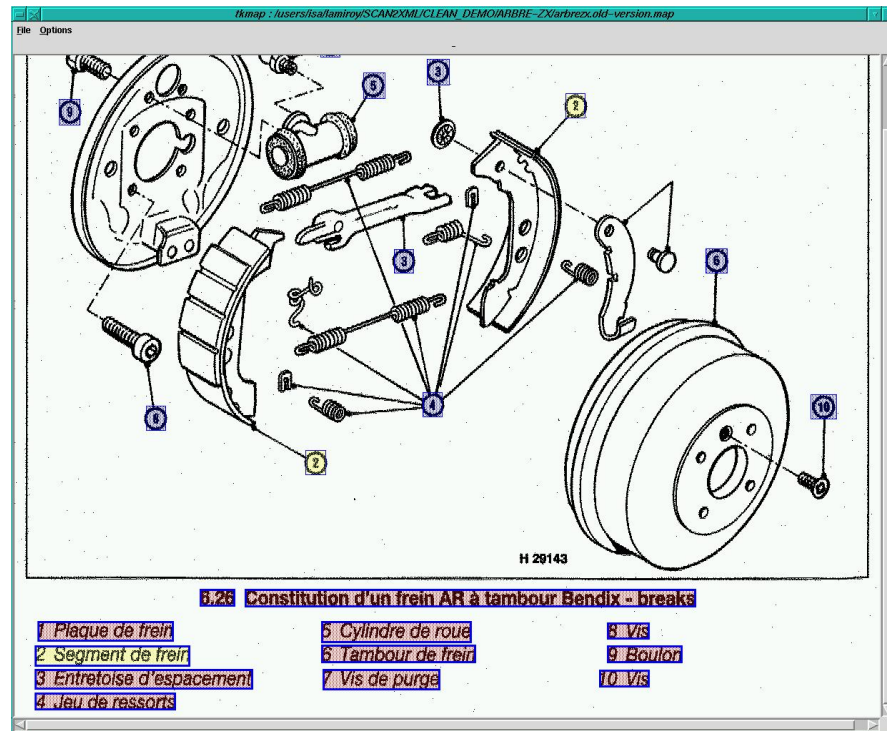 tkmap : /users/isa/lamiroy/SCAN2XML/CLEAN_DEMO/ARBRE-ZX/arbrezx.old-version.map
File Options
9
5
3
2
3
6
4
10
8
2
H 29143
6.26 Constitution d'un frein AR à tambour Bendix - breaks
1 Plaque de frein
2 Segment de frein
3 Entretoise d'espacement
4 Jeu de ressorts
5 Cylindre de roue
6 Tambour de frein
7 Vis de purge
8 Vis
9 Boulon
10 Vis